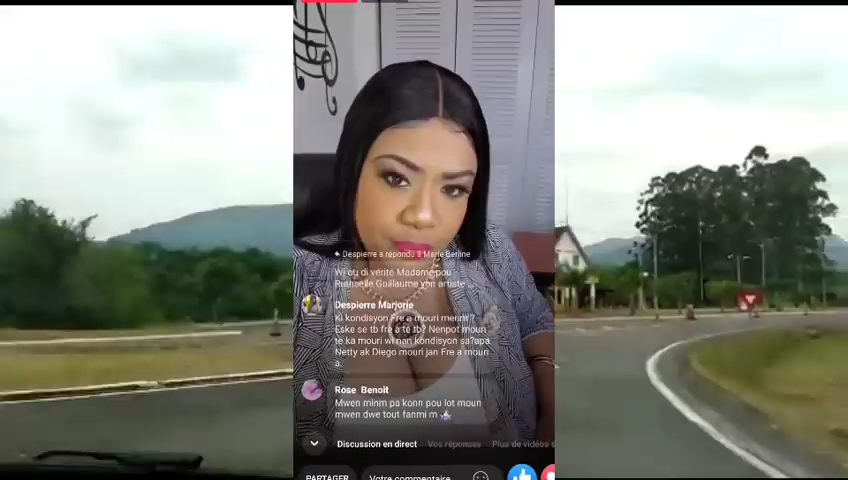 Despierre a répondu à Marie Berline
Wi ou di vérité Madame pou
Ruthselle Guillaume yon artiste
Despierre Marjorie
Ki kondisyon Fre a mouri menm ?
Eske se tb fre a te tb? Nenpot moun
te ka mouri wi nan kondisyon sa?apa
Netty ak Diego mouri jan Fre a mouri
a.
Rose Benoit
Mwen minm pa konn pou lot moun
mwen dwe tout fanmi m
Discussion en direct Vos réponses Plus de vidéos
PARTAGER Votre commentaire